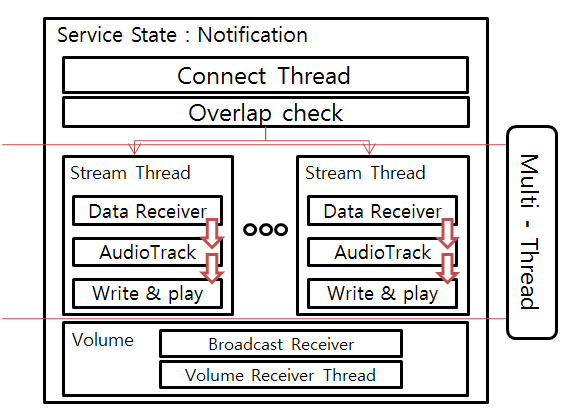 Service State : Notification
Connect Thread
Overlap check
Stream Thread
Data Receiver
AudioTrack
Write & play
ooo
Stream Thread
Data Receiver
AudioTrack
Write & play
Multi - Thread
Volume
Broadcast Receiver
Volume Receiver Thread